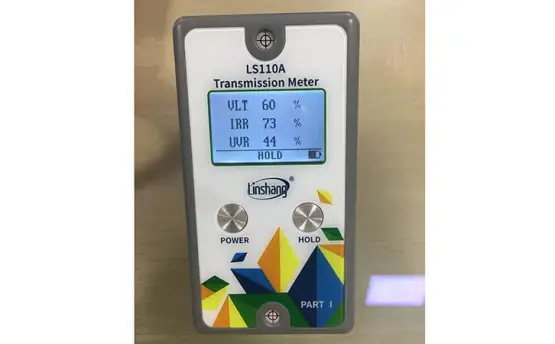 LS110A
Transmission Meter
VLT 60 %
IRR 73 %
UVR 44 %
HOLD
Linshang®
POWER HOLD
PART I